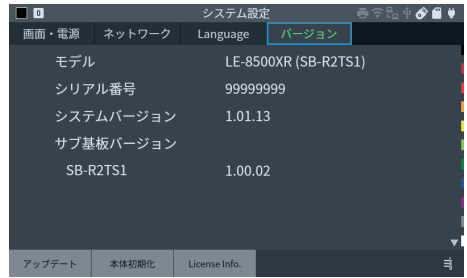 0 システム設定
画面・電源 ネットワーク Language バージョン
モデル LE-8500XR (SB-R2TS1)
シリアル番号 99999999
システムバージョン 1.01.13
サブ基板バージョン
SB-R2TS1 1.00.02
アップデート 本体初期化 License Info.